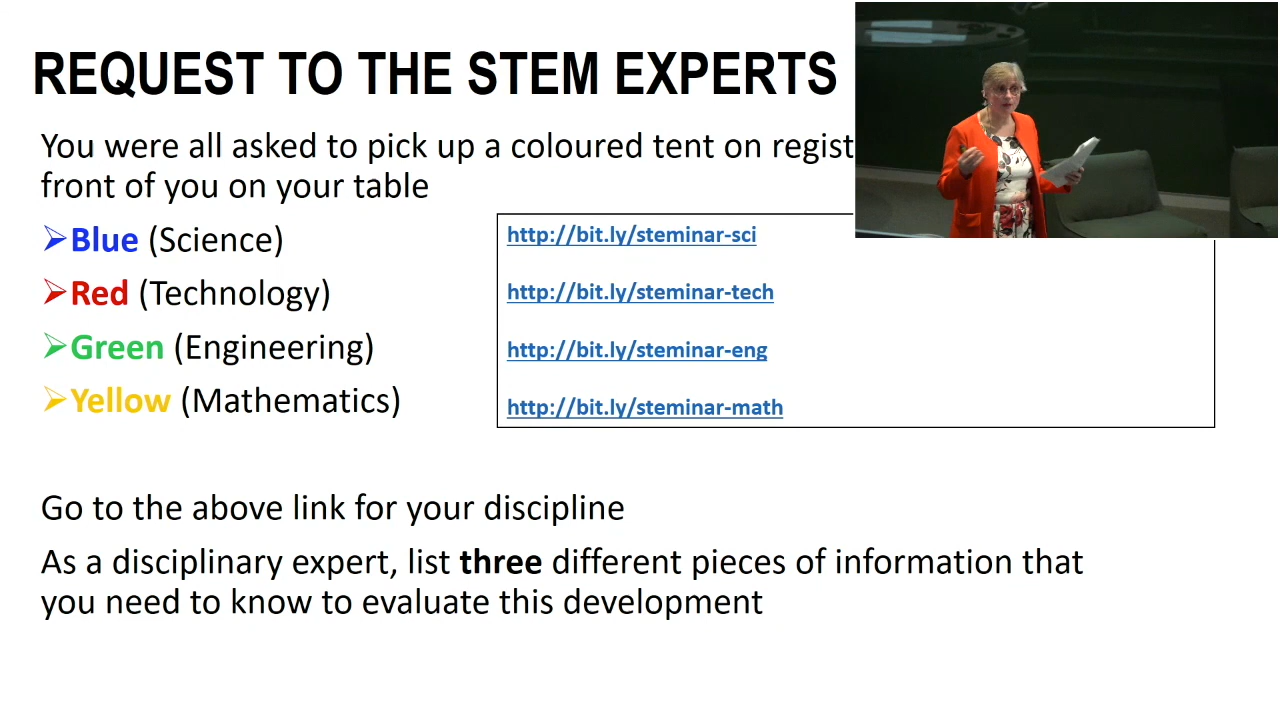 REQUEST TO THE STEM EXPERTS
You were all asked to pick up a coloured tent on regist
front of you on your table
➢Blue (Science)
http://bit.ly/steminar-sci
➢Red (Technology)
http://bit.ly/steminar-tech
➢Green (Engineering)
http://bit.ly/steminar-eng
➢Yellow (Mathematics)
http://bit.ly/steminar-math
Go to the above link for your discipline
As a disciplinary expert, list three different pieces of information that
you need to know to evaluate this development